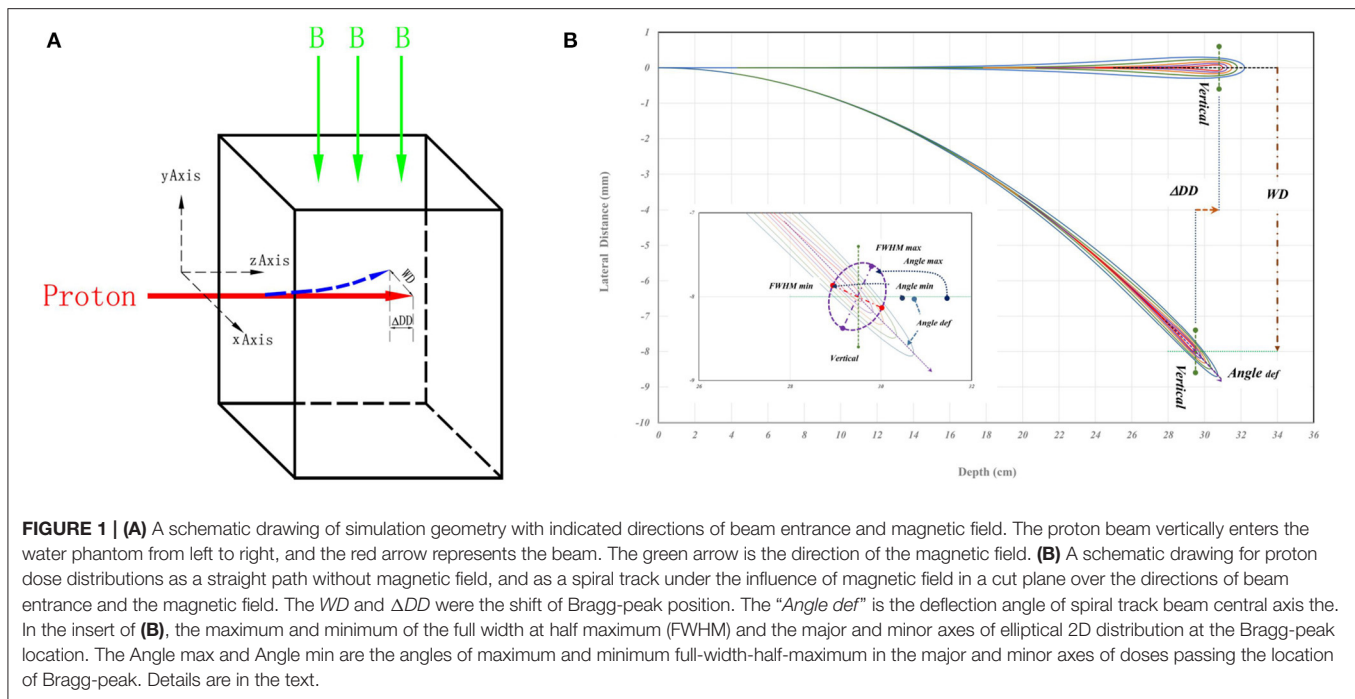 A
B B B
yAxis
zAxis
Proton
WD
ΔDD
xAxis
B
1
0
-1
-2
-3
-4
-5
-6
-7
-8
-9
-10
Lateral Distance (mm)
Vertical
ΔDD
WD
-7
-8
-9
FWHM max
Angle max
FWHM min
Angle min
Angle def
Vertical
26 28 30 32
Vertical
Angle def
0 2 4 6 8 10 12 14 16 18 20 22 24 26 28 30 32 34 36
Depth (cm)
FIGURE 1 | (A) A schematic drawing of simulation geometry with indicated directions of beam entrance and magnetic field. The proton beam vertically enters the
water phantom from left to right, and the red arrow represents the beam. The green arrow is the direction of the magnetic field. (B) A schematic drawing for proton
dose distributions as a straight path without magnetic field, and as a spiral track under the influence of magnetic field in a cut plane over the directions of beam
entrance and the magnetic field. The WD and ΔDD were the shift of Bragg-peak position. The “Angle def” is the deflection angle of spiral track beam central axis the.
In the insert of (B), the maximum and minimum of the full width at half maximum (FWHM) and the major and minor axes of elliptical 2D distribution at the Bragg-peak
location. The Angle max and Angle min are the angles of maximum and minimum full-width-half-maximum in the major and minor axes of doses passing the location
of Bragg-peak. Details are in the text.